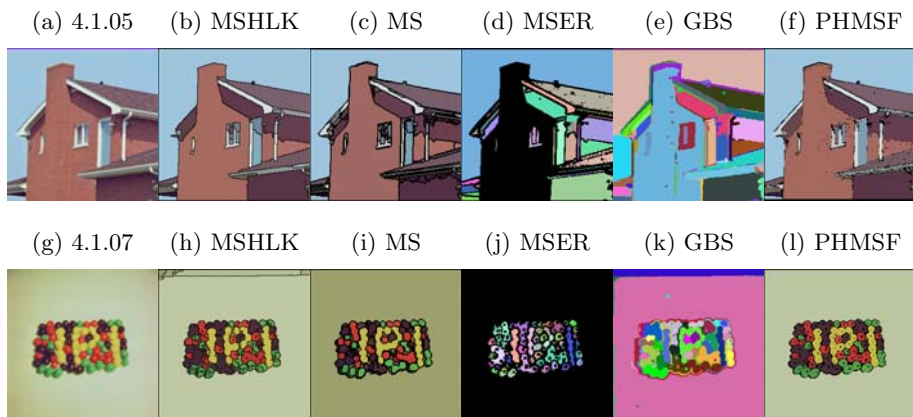 (a) 4.1.05 (b) MSHLK (c) MS (d) MSER (e) GBS (f) PHMSF
(g) 4.1.07 (h) MSHLK (i) MS (j) MSER (k) GBS (l) PHMSF